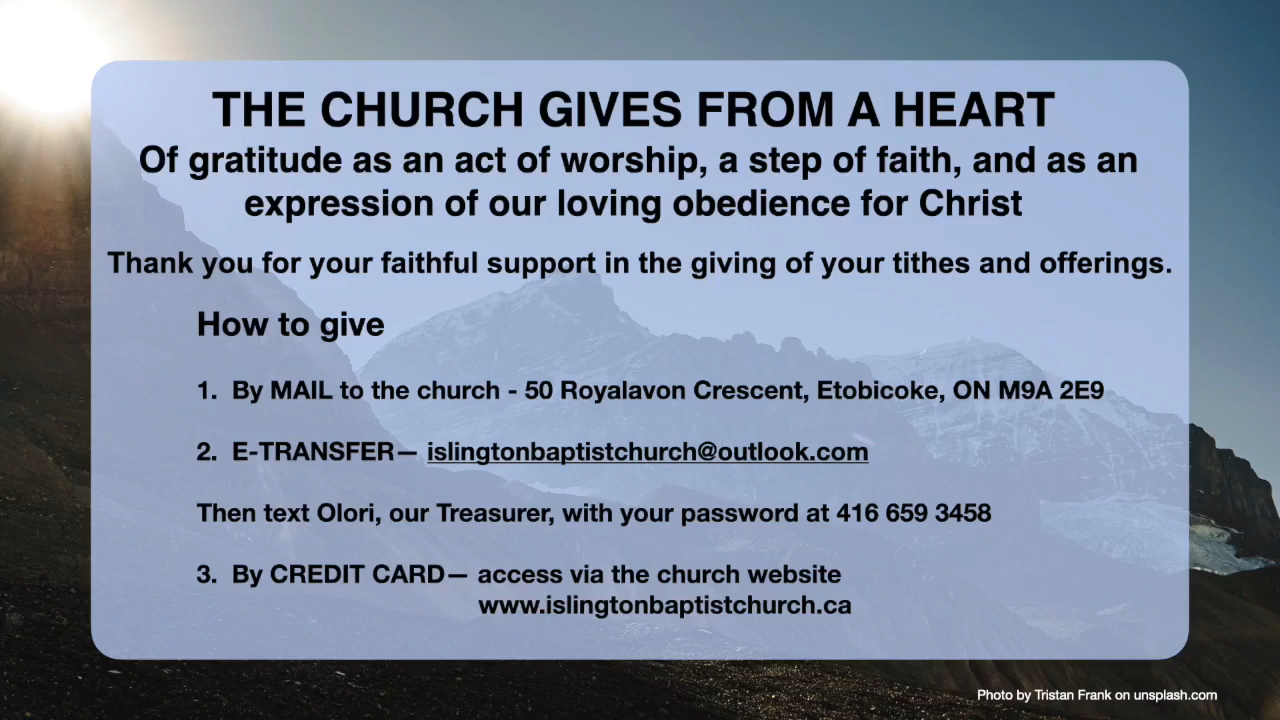 THE CHURCH GIVES FROM A HEART
Of gratitude as an act of worship, a step of faith, and as an
expression of our loving obedience for Christ
Thank you for your faithful support in the giving of your tithes and offerings.
How to give
1. By MAIL to the church - 50 Royalavon Crescent, Etobicoke, ON M9A 2E9
2. E-TRANSFER— islingtonbaptistchurch@outlook.com
Then text Olori, our Treasurer, with your password at 416 659 3458
3. By CREDIT CARD— access via the church website
www.islingtonbaptistchurch.ca
Photo by Tristan Frank on unsplash.com